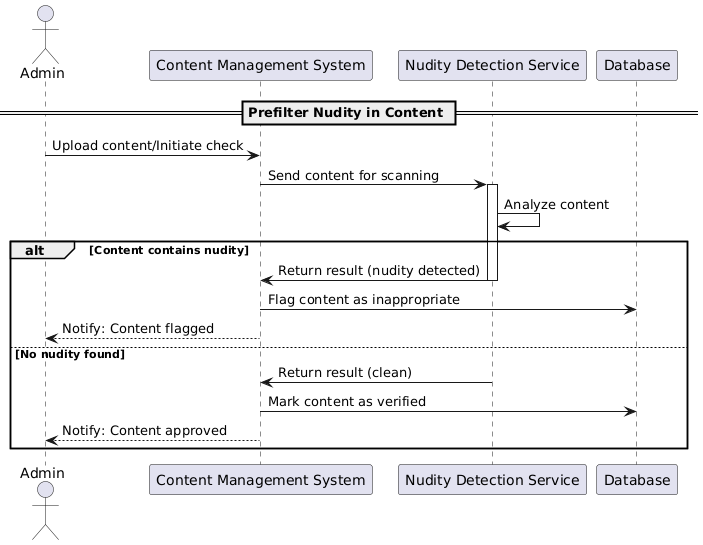 Admin
Content Management System
Nudity Detection Service
Database
Prefilter Nudity in Content
Upload content/Initiate check
Send content for scanning
Analyze content
alt
[Content contains nudity]
Return result (nudity detected)
Flag content as inappropriate
Notify: Content flagged
[No nudity found]
Return result (clean)
Mark content as verified
Notify: Content approved
Admin
Content Management System
Nudity Detection Service
Database